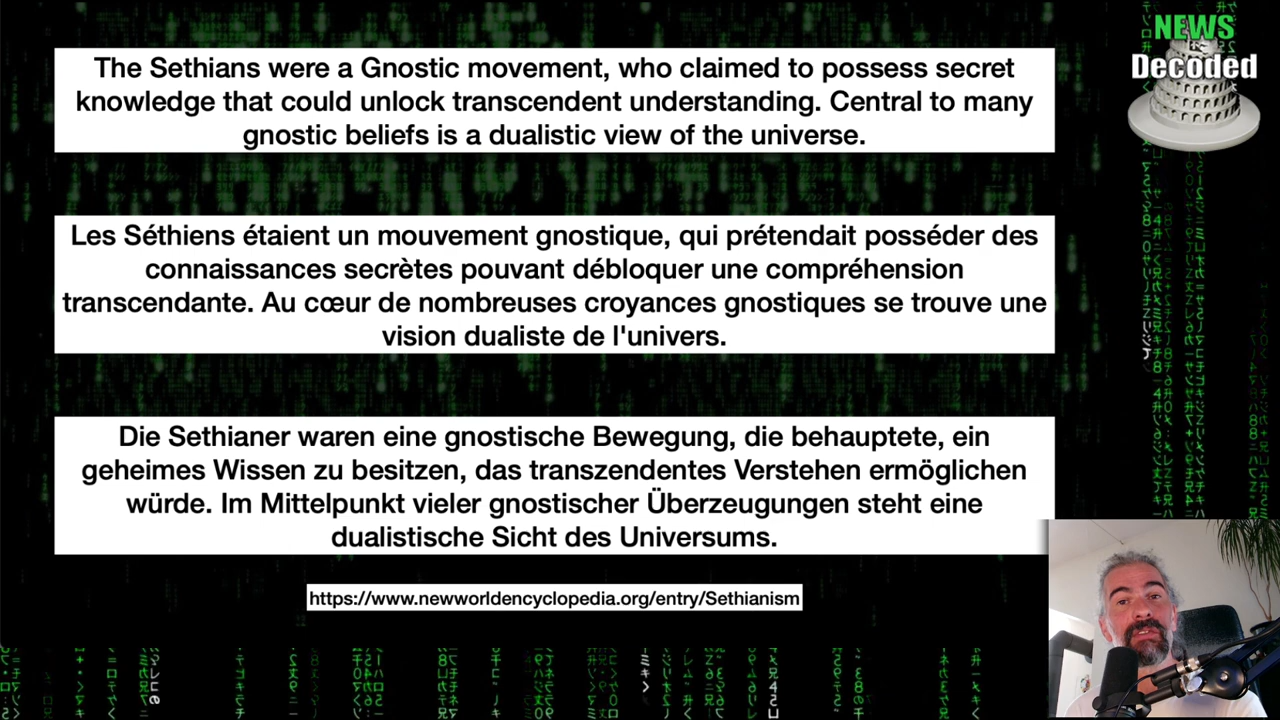 NEWS
Decoded
The Sethians were a Gnostic movement, who claimed to possess secret
knowledge that could unlock transcendent understanding. Central to many
gnostic beliefs is a dualistic view of the universe.
Les Séthiens étaient un mouvement gnostique, qui prétendait posséder des
connaissances secrètes pouvant débloquer une compréhension
transcendante. Au cœur de nombreuses croyances gnostiques se trouve une
vision dualiste de l'univers.
Die Sethianer waren eine gnostische Bewegung, die behauptete, ein
geheimes Wissen zu besitzen, das transzendentes Verstehen ermöglichen
würde. Im Mittelpunkt vieler gnostischer Überzeugungen steht eine
dualistische Sicht des Universums.
https://www.newworldencyclopedia.org/entry/Sethianism